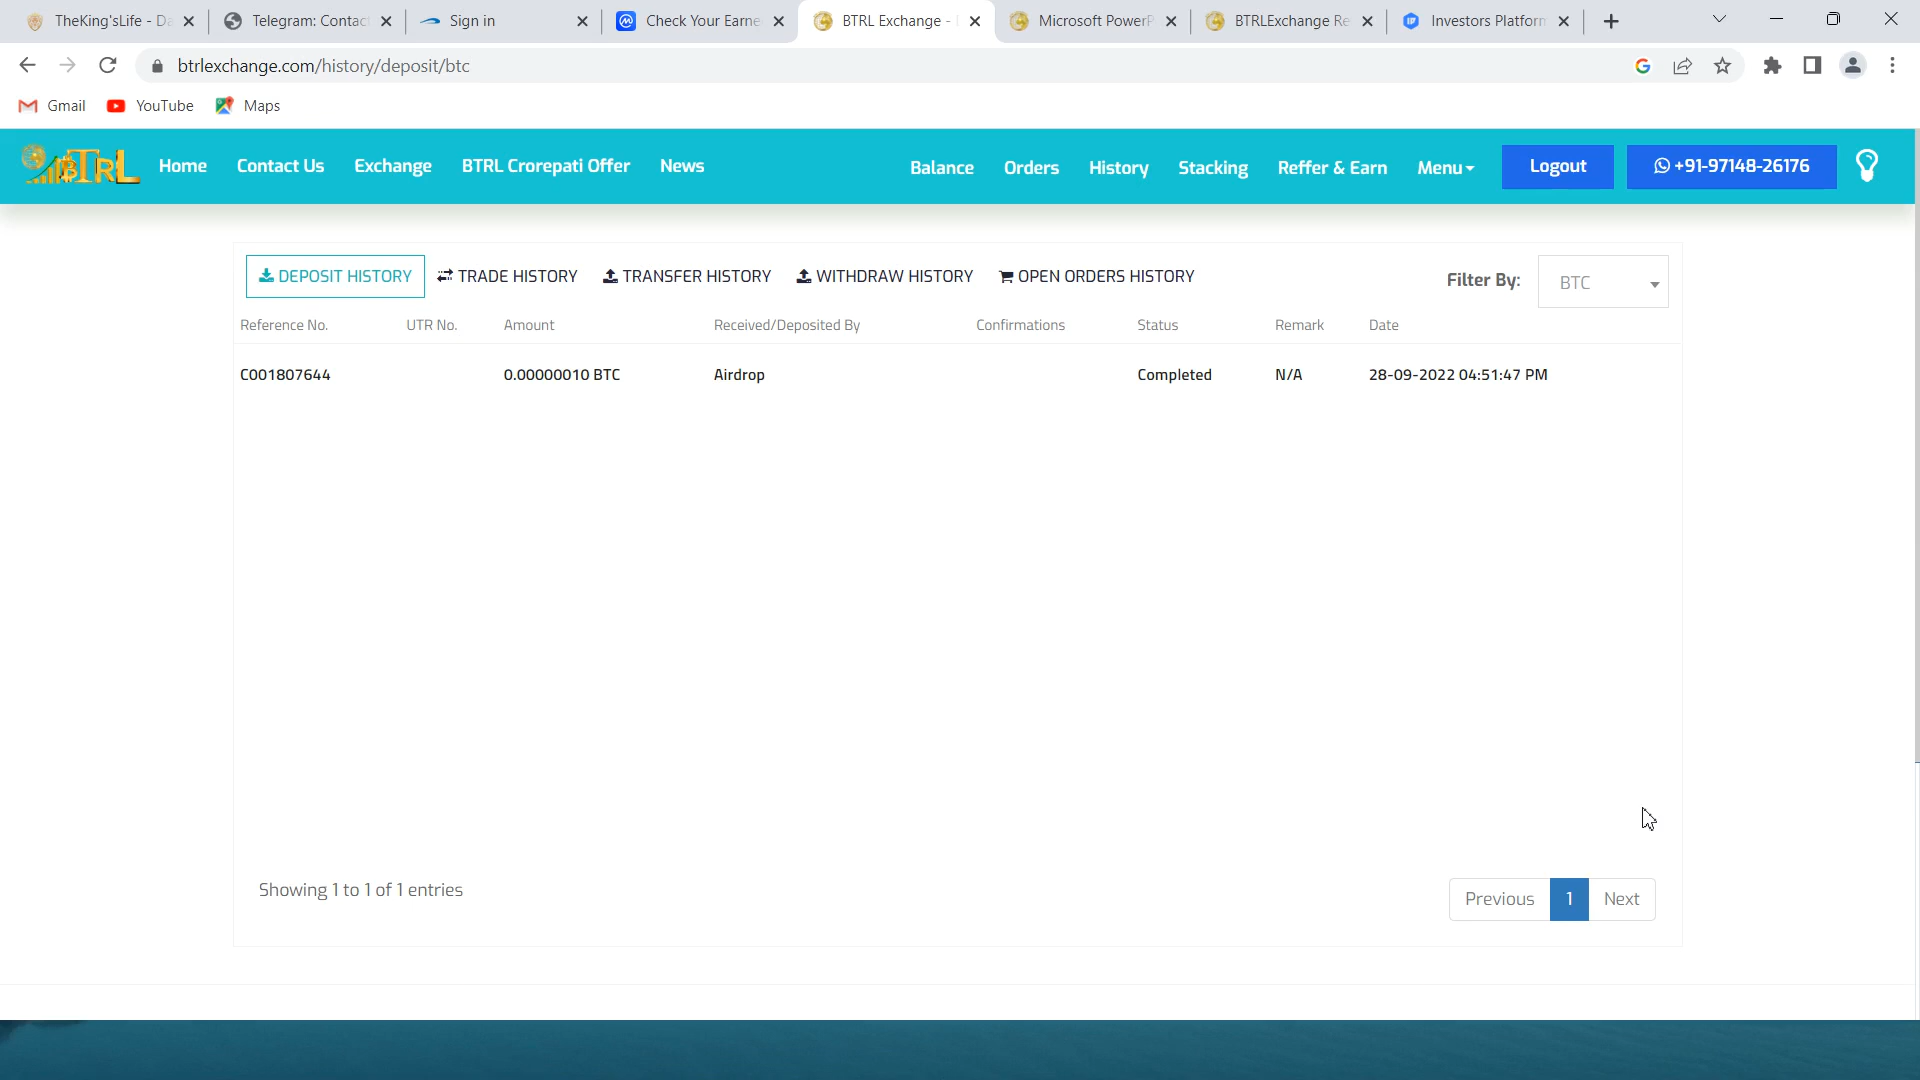 TheKing'sLife - Da
Telegram: Contac
Sign in
Check Your Earne
BTRL Exchange -
Microsoft PowerP
BTRLExchange Re
Investors Platform
btrlexchange.com/history/deposit/btc
Gmail
YouTube
Maps
BTRL
Home
Contact Us
Exchange
BTRL Crorepati Offer
News
Balance
Orders
History
Stacking
Reffer & Earn
Menu
Logout
+91-97148-26176
DEPOSIT HISTORY
TRADE HISTORY
TRANSFER HISTORY
WITHDRAW HISTORY
OPEN ORDERS HISTORY
Filter By:
BTC
Reference No. UTR No. Amount Received/Deposited By Confirmations Status Remark Date
C001807644 0.00000010 BTC Airdrop Completed N/A 28-09-2022 04:51:47 PM
Showing 1 to 1 of 1 entries
Previous 1 Next